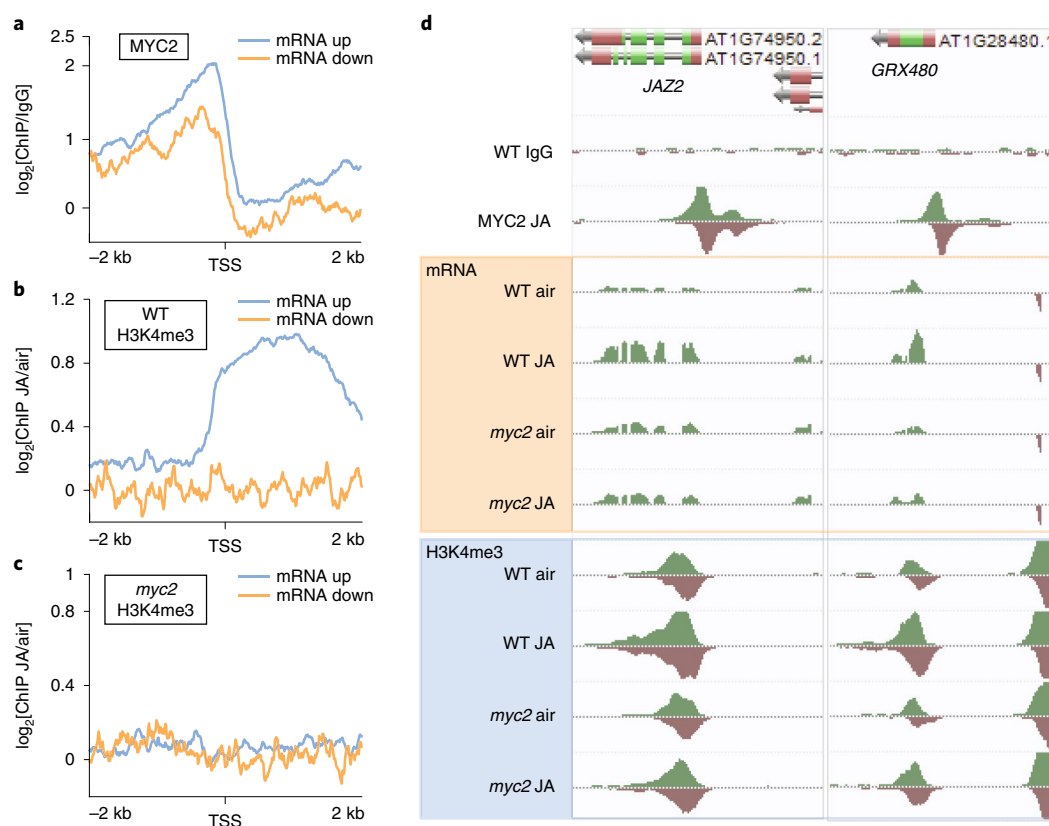 a
MYC2
mRNA up
mRNA down
log2[ChIP/IgG]
2.5
2
1
0
–2 kb
TSS
2 kb
b
WT
H3K4me3
mRNA up
mRNA down
log2[ChIP JA/air]
1.2
0.8
0.4
0
–2 kb
TSS
2 kb
c
myc2
H3K4me3
mRNA up
mRNA down
log2[ChIP JA/air]
1
0.8
0.4
0
–2 kb
TSS
2 kb
d
AT1G74950.2
AT1G74950.1
JAZ2
AT1G28480.1
GRX480
WT IgG
MYC2 JA
mRNA
WT air
WT JA
myc2 air
myc2 JA
H3K4me3
WT air
WT JA
myc2 air
myc2 JA